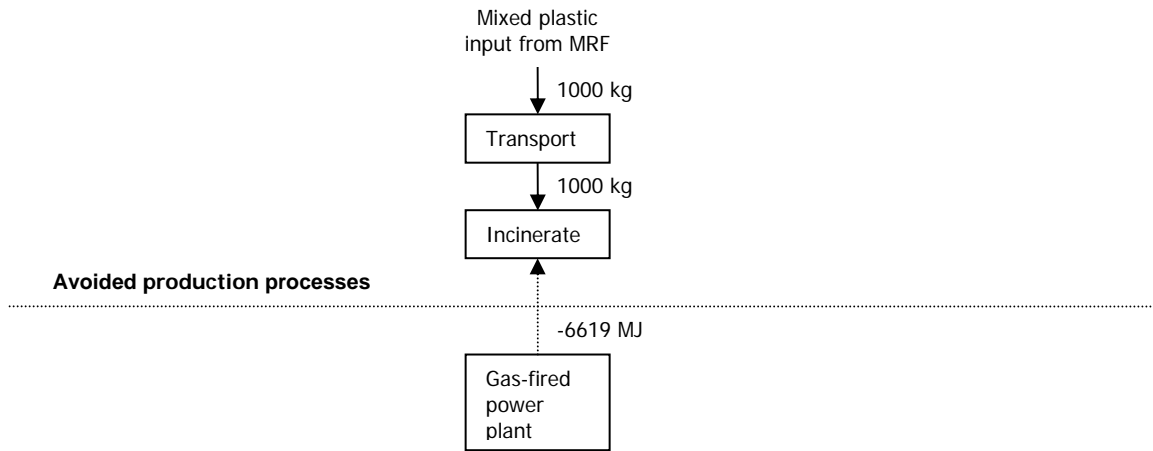 Mixed plastic
input from MRF
1000 kg
Transport
1000 kg
Incinerate
Avoided production processes
-6619 MJ
Gas-fired
power
plant